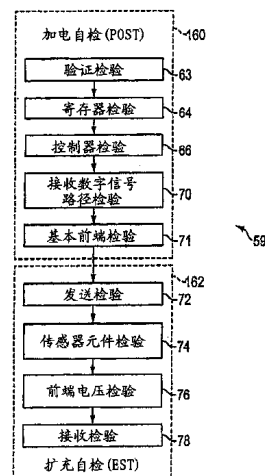 加电自检(POST)
160
验证检验
63
寄存器检验
64
控制器检验
66
接收数字信号
路径检验
70
基本前端检验
71
59
162
发送检验
72
传感器元件检验
74
前端电压检验
76
接收检验
78
扩充自检(EST)